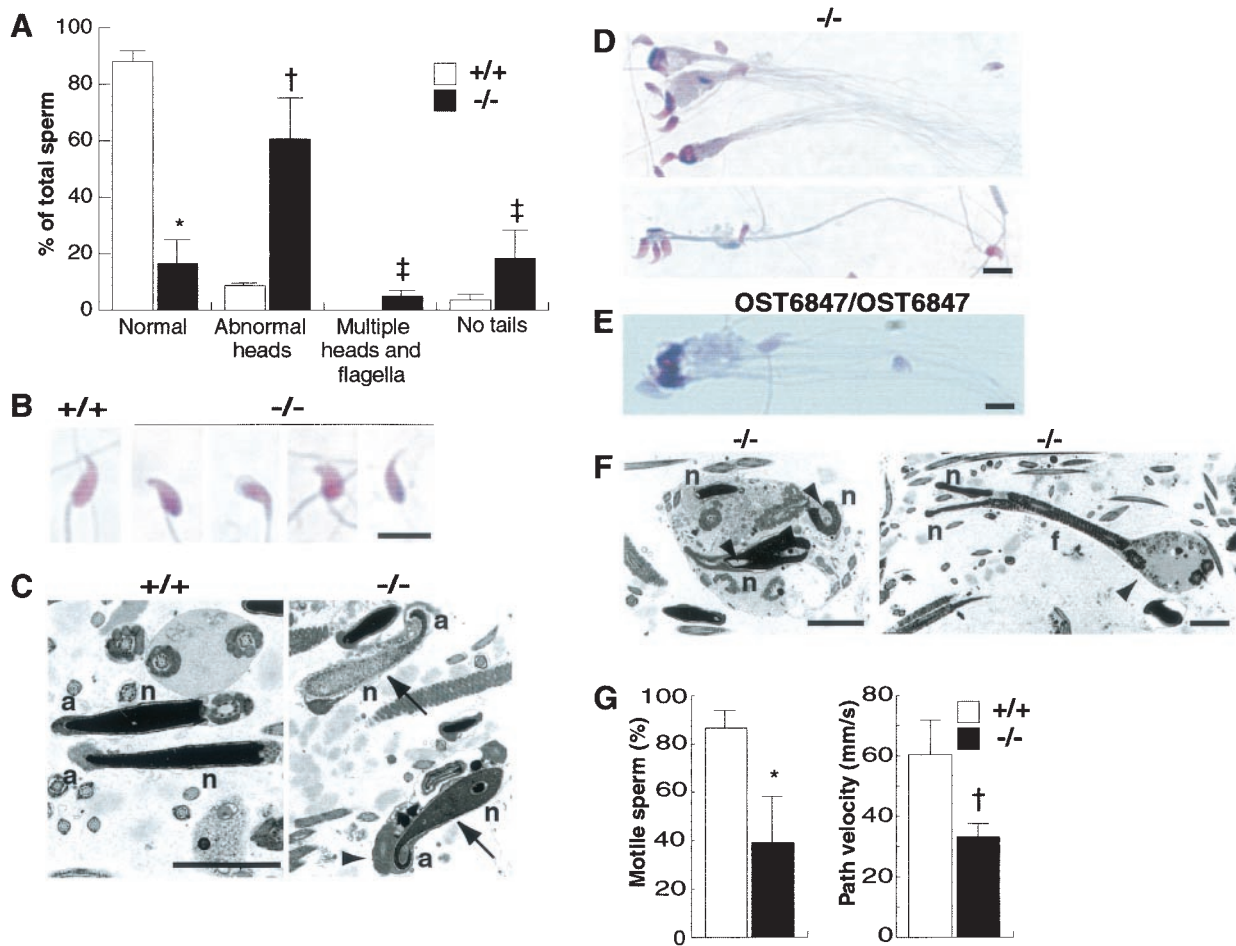 A
100
80
60
40
20
0
% of total sperm
+/+
-/-
*
†
‡
‡
Normal
Abnormal heads
Multiple heads and flagella
No tails
B
+/+
-/-
C
+/+
-/-
a
n
a
n
a
n
n
a
D
-/-
E
OST6847/OST6847
F
-/-
-/-
n
n
n
n
n
f
G
100
80
60
40
20
0
Motile sperm (%)
*
80
60
40
20
0
Path velocity (mm/s)
+/+
-/-
†